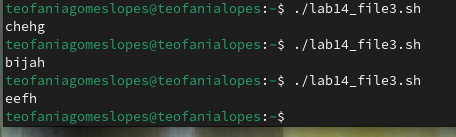 teofaniagomeslopes@teofanialopes:~$ ./lab14_file3.sh
chehg
teofaniagomeslopes@teofanialopes:~$ ./lab14_file3.sh
bijah
teofaniagomeslopes@teofanialopes:~$ ./lab14_file3.sh
eefh
teofaniagomeslopes@teofanialopes:~$